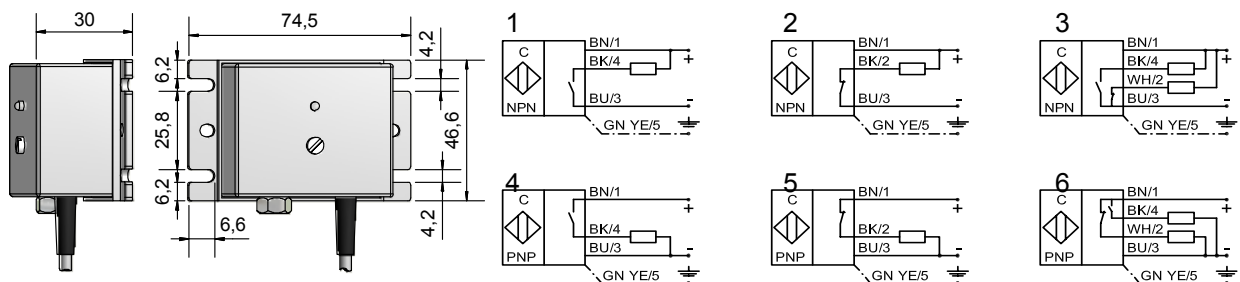 30
74,5
4,2
6,2
25,8
6,2
46,6
4,2
6,6
1
C
NPN
BN/1
BK/4
BU/3
+
-
GN YE/5
2
C
NPN
BN/1
BK/2
BU/3
+
-
GN YE/5
3
C
NPN
BN/1
BK/4
WH/2
BU/3
+
-
GN YE/5
4
C
PNP
BN/1
BK/4
BU/3
+
-
GN YE/5
5
C
PNP
BN/1
BK/2
BU/3
+
-
GN YE/5
6
C
PNP
BN/1
BK/4
WH/2
BU/3
+
-
GN YE/5